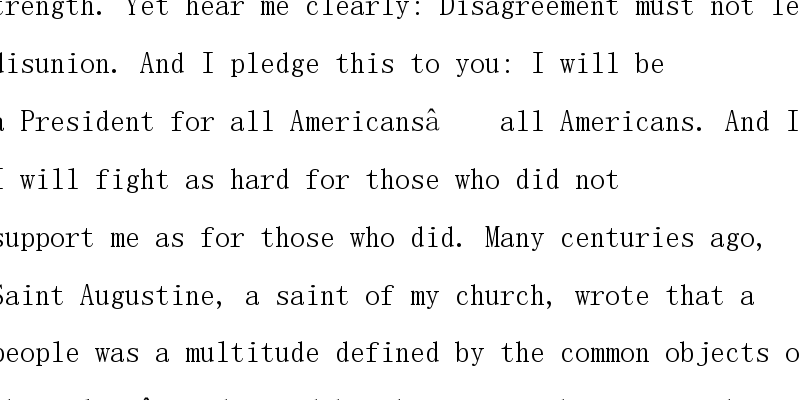 trength. Yet hear me clearly: Disagreement must not le
disunion. And I pledge this to you: I will be
a President for all Americansâ    all Americans. And I
I will fight as hard for those who did not
support me as for those who did. Many centuries ago,
Saint Augustine, a saint of my church, wrote that a
people was a multitude defined by the common objects o